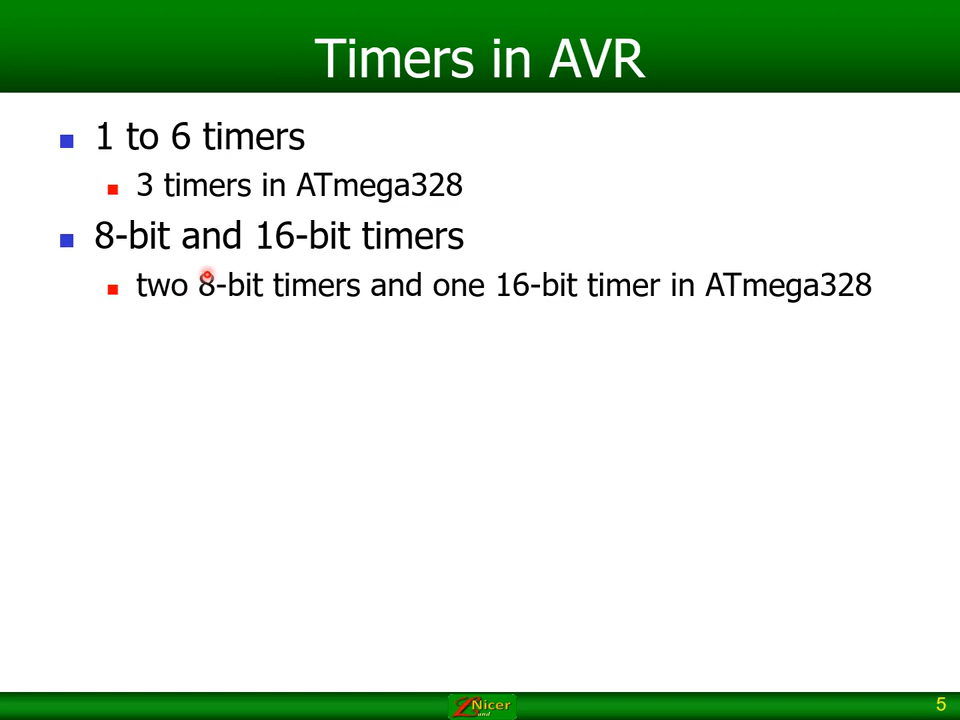 Timers in AVR
1 to 6 timers
3 timers in ATmega328
8-bit and 16-bit timers
two 8-bit timers and one 16-bit timer in ATmega328
Nicer
Land
5